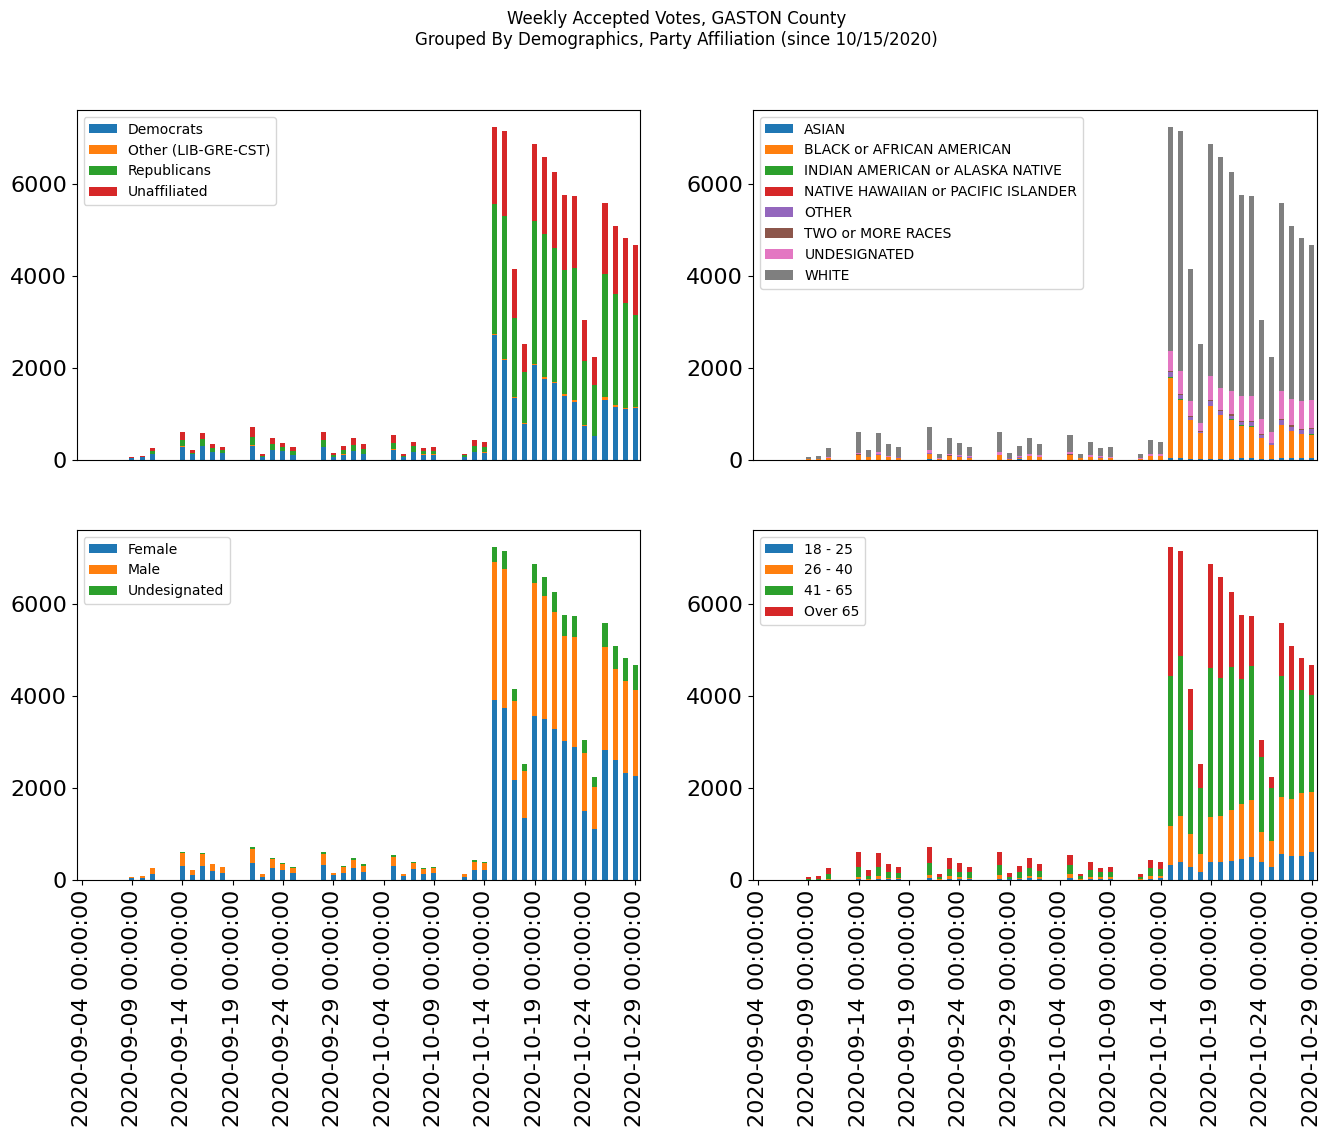 Weekly Accepted Votes, GASTON County
Grouped By Demographics, Party Affiliation (since 10/15/2020)
Democrats
Other (LIB-GRE-CST)
Republicans
Unaffiliated
6000
4000
2000
0
ASIAN
BLACK or AFRICAN AMERICAN
INDIAN AMERICAN or ALASKA NATIVE
NATIVE HAWAIIAN or PACIFIC ISLANDER
OTHER
TWO or MORE RACES
UNDESIGNATED
WHITE
6000
4000
2000
0
Female
Male
Undesignated
6000
4000
2000
0
2020-09-04 00:00:00
2020-09-09 00:00:00
2020-09-14 00:00:00
2020-09-19 00:00:00
2020-09-24 00:00:00
2020-09-29 00:00:00
2020-10-04 00:00:00
2020-10-09 00:00:00
2020-10-14 00:00:00
2020-10-19 00:00:00
2020-10-24 00:00:00
2020-10-29 00:00:00
18 - 25
26 - 40
41 - 65
Over 65
6000
4000
2000
0
2020-09-04 00:00:00
2020-09-09 00:00:00
2020-09-14 00:00:00
2020-09-19 00:00:00
2020-09-24 00:00:00
2020-09-29 00:00:00
2020-10-04 00:00:00
2020-10-09 00:00:00
2020-10-14 00:00:00
2020-10-19 00:00:00
2020-10-24 00:00:00
2020-10-29 00:00:00